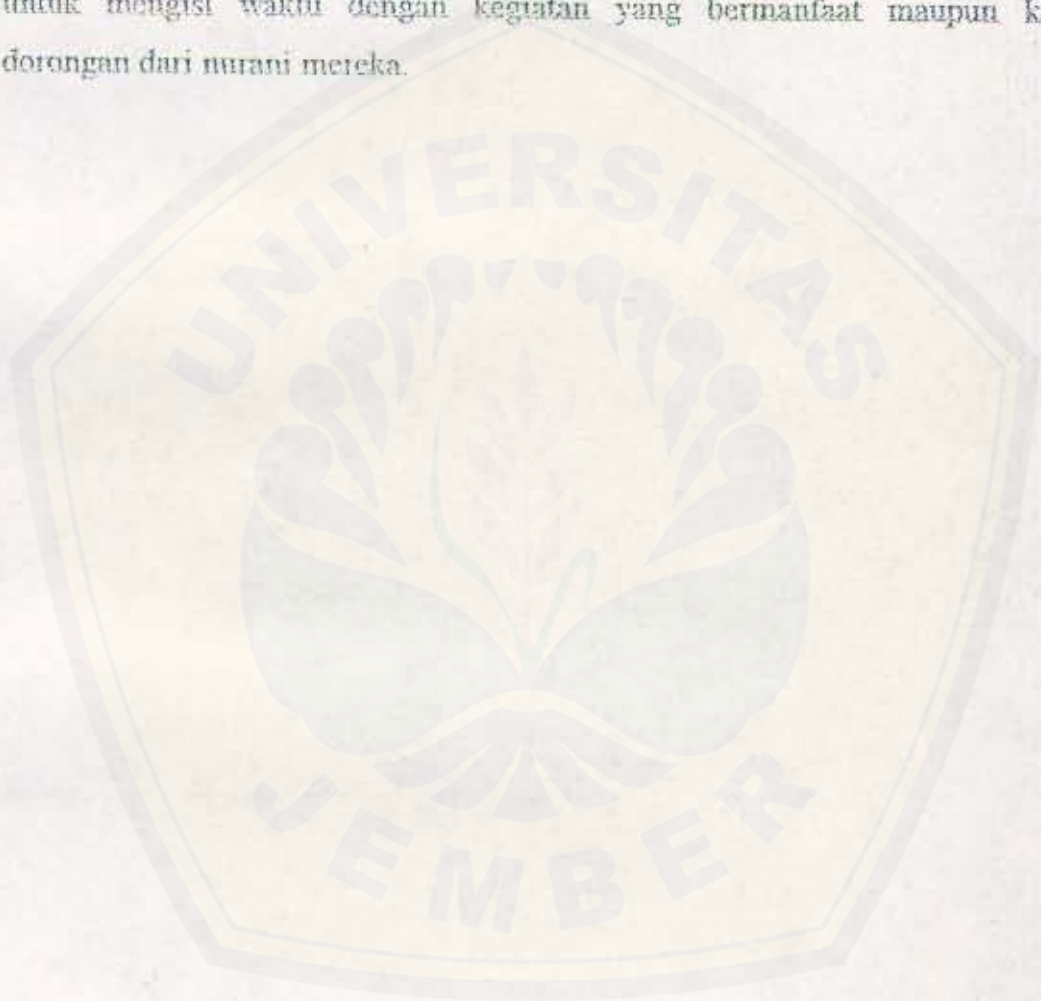 untuk mengisi waktu dengan kegiatan yang bermanfaat maupun k
dorongan dari nurani mereka.
UNIVERSITAS
JEMBER